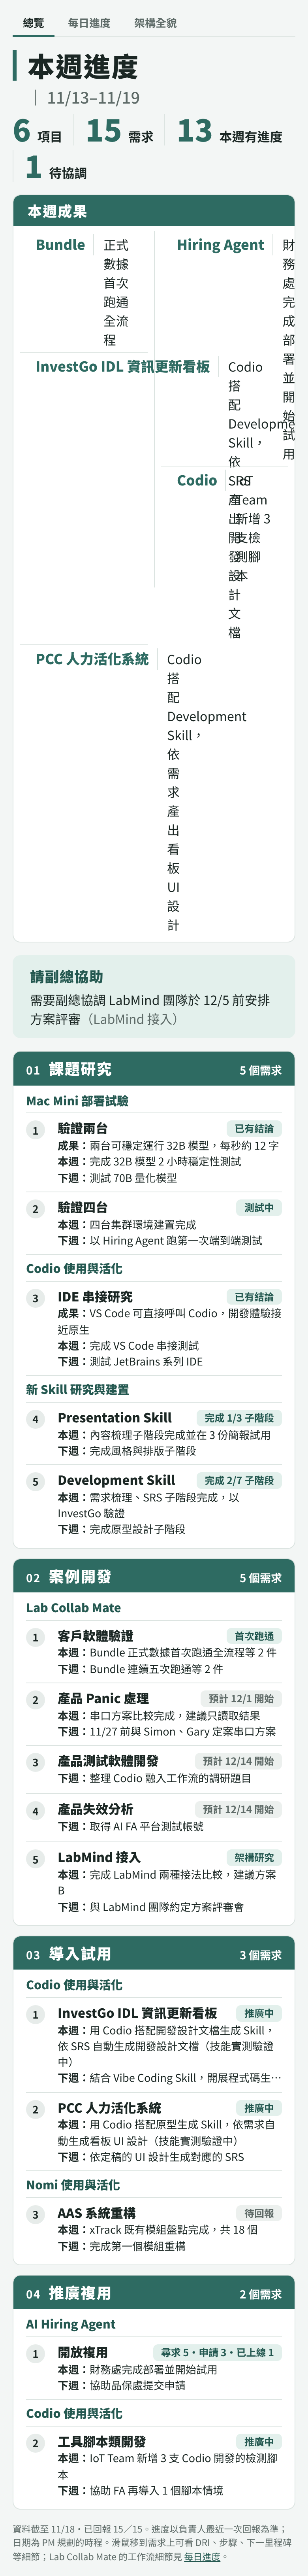 總覽
每日進度
架構全貌
本週進度
11/13–11/19
6 項目
15 需求
13 本週有進度
1 待協調
本週成果
Bundle
正式
數據
首次
跑通
全流
程
Hiring Agent
財
務
處
完
成
部
署
並
開
始
試
用
InvestGo IDL 資訊更新看板
Codio
搭
配
Developme
Skill，
依
SRS
產
出
開
發
設
計
文
檔
Codio
IoT
Team
新增 3
支檢
測腳
本
PCC 人力活化系統
Codio
搭
配
Development
Skill，
依
需
求
產
出
看
板
UI
設
計
請副總協助
需要副總協調 LabMind 團隊於 12/5 前安排
方案評審（LabMind 接入）
01 課題研究
5 個需求
Mac Mini 部署試驗
1 驗證兩台
已有結論
成果：兩台可穩定運行 32B 模型，每秒約 12 字
本週：完成 32B 模型 2 小時穩定性測試
下週：測試 70B 量化模型
2 驗證四台
測試中
本週：四台集群環境建置完成
下週：以 Hiring Agent 跑第一次端到端測試
Codio 使用與活化
3 IDE 串接研究
已有結論
成果：VS Code 可直接呼叫 Codio，開發體驗接
近原生
本週：完成 VS Code 串接測試
下週：測試 JetBrains 系列 IDE
新 Skill 研究與建置
4 Presentation Skill
完成 1/3 子階段
本週：內容梳理子階段完成並在 3 份簡報試用
下週：完成風格與排版子階段
5 Development Skill
完成 2/7 子階段
本週：需求梳理、SRS 子階段完成，以
InvestGo 驗證
下週：完成原型設計子階段
02 案例開發
5 個需求
Lab Collab Mate
1 客戶軟體驗證
首次跑通
本週：Bundle 正式數據首次跑通全流程等 2 件
下週：Bundle 連續五次跑通等 2 件
2 產品 Panic 處理
預計 12/1 開始
本週：串口方案比較完成，建議只讀取結果
下週：11/27 前與 Simon、Gary 定案串口方案
3 產品測試軟體開發
預計 12/14 開始
下週：整理 Codio 融入工作流的調研題目
4 產品失效分析
預計 12/14 開始
下週：取得 AI FA 平台測試帳號
5 LabMind 接入
架構研究
本週：完成 LabMind 兩種接法比較，建議方案
B
下週：與 LabMind 團隊約定方案評審會
03 導入試用
3 個需求
Codio 使用與活化
1 InvestGo IDL 資訊更新看板
推廣中
本週：用 Codio 搭配開發設計文檔生成 Skill，
依 SRS 自動生成開發設計文檔（技能實測驗證
中）
下週：結合 Vibe Coding Skill，開展程式碼生⋯
2 PCC 人力活化系統
推廣中
本週：用 Codio 搭配原型生成 Skill，依需求自
動生成看板 UI 設計（技能實測驗證中）
下週：依定稿的 UI 設計生成對應的 SRS
Nomi 使用與活化
3 AAS 系統重構
待回報
本週：xTrack 既有模組盤點完成，共 18 個
下週：完成第一個模組重構
04 推廣複用
2 個需求
AI Hiring Agent
1 開放複用
尋求 5・申請 3・已上線 1
本週：財務處完成部署並開始試用
下週：協助品保處提交申請
Codio 使用與活化
2 工具腳本類開發
推廣中
本週：IoT Team 新增 3 支 Codio 開發的檢測腳
本
下週：協助 FA 再導入 1 個腳本情境
資料截至 11/18・已回報 15／15。進度以負責人最近一次回報為準；
日期為 PM 規劃的時程。滑鼠移到需求上可看 DRI、步驟、下一里程碑
等細節；Lab Collab Mate 的工作流細節見 每日進度。